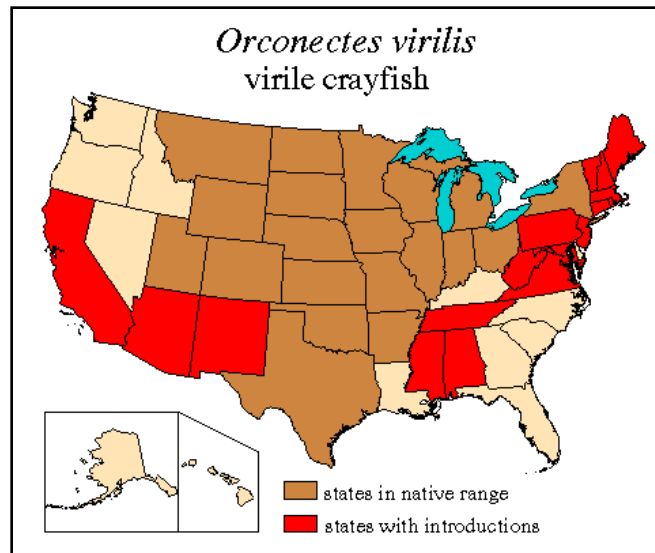 Orconectes virilis
virile crayfish
states in native range
states with introductions